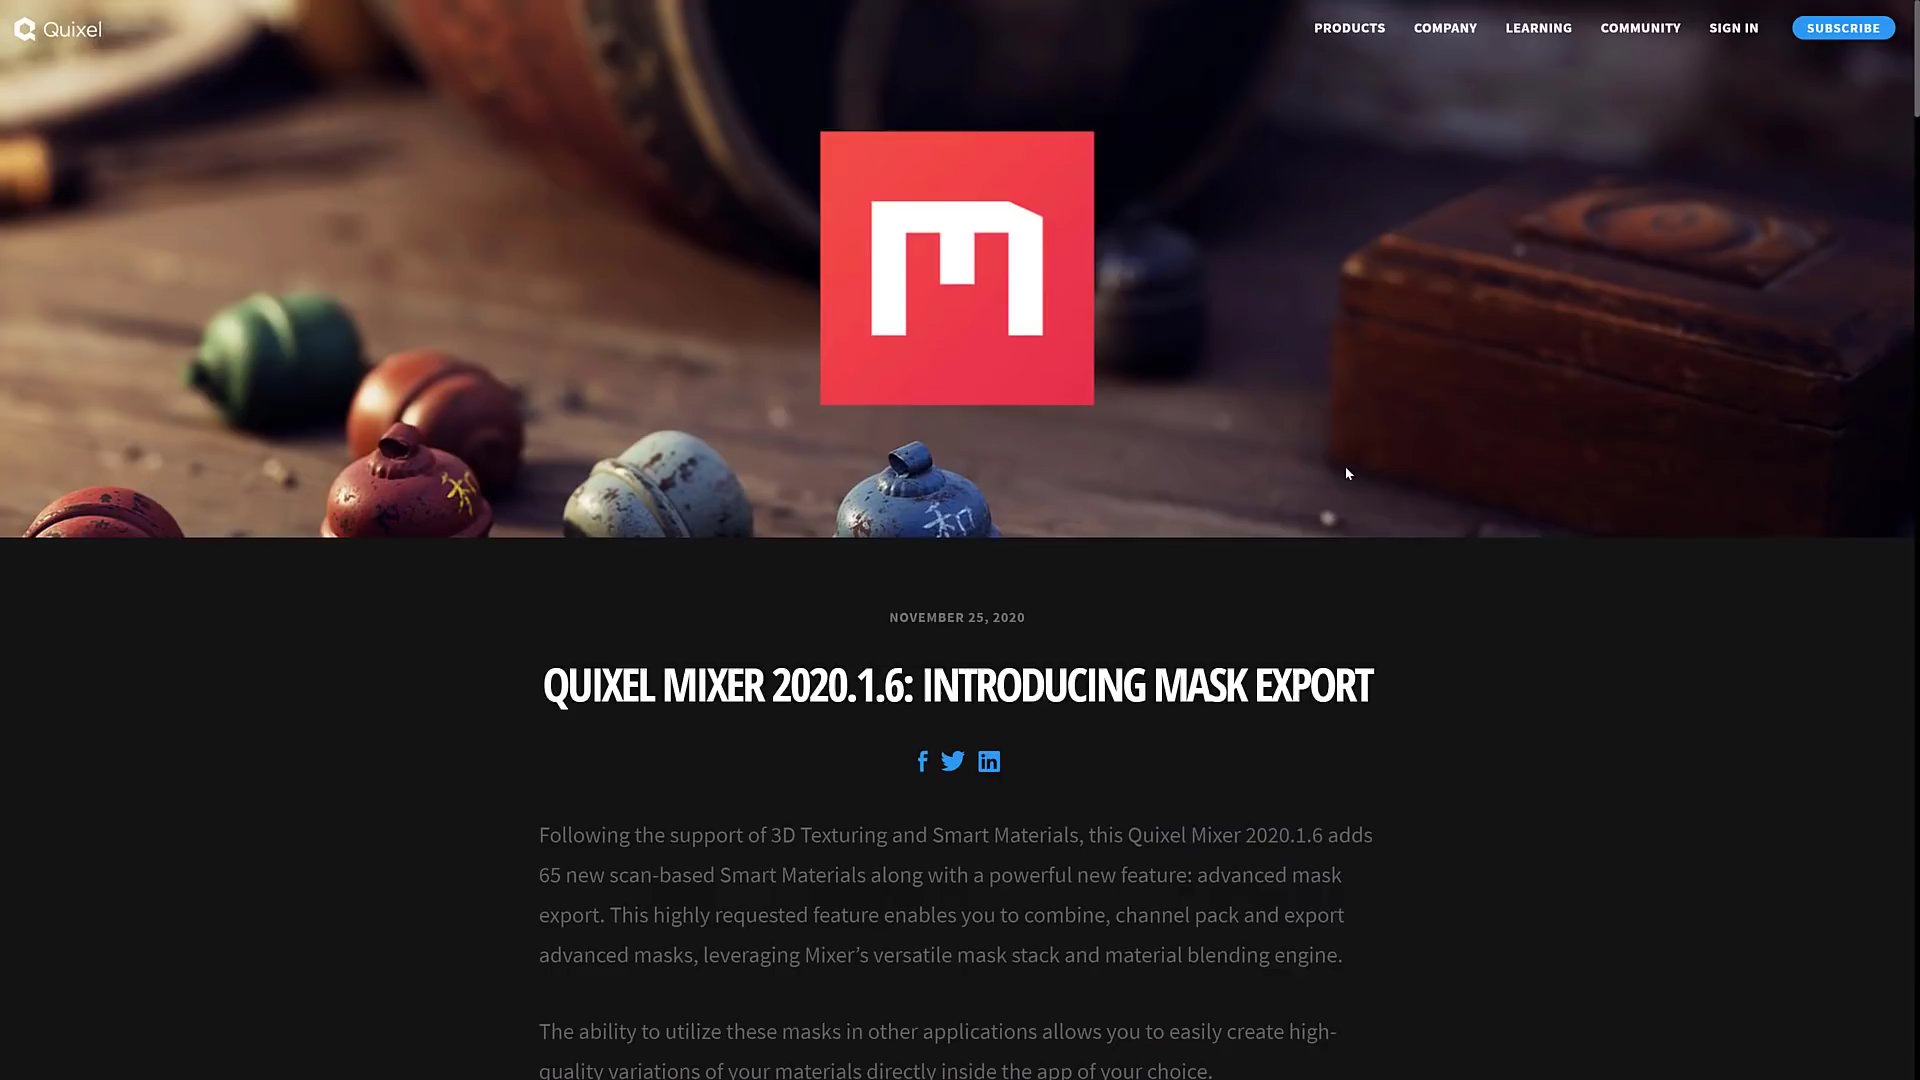 Quixel
PRODUCTS COMPANY LEARNING COMMUNITY SIGN IN SUBSCRIBE
和
和
NOVEMBER 25, 2020
QUIXEL MIXER 2020.1.6: INTRODUCING MASK EXPORT
Following the support of 3D Texturing and Smart Materials, this Quixel Mixer 2020.1.6 adds
65 new scan-based Smart Materials along with a powerful new feature: advanced mask
export. This highly requested feature enables you to combine, channel pack and export
advanced masks, leveraging Mixer’s versatile mask stack and material blending engine.
The ability to utilize these masks in other applications allows you to easily create high-
quality variations of your materials directly inside the app of your choice.